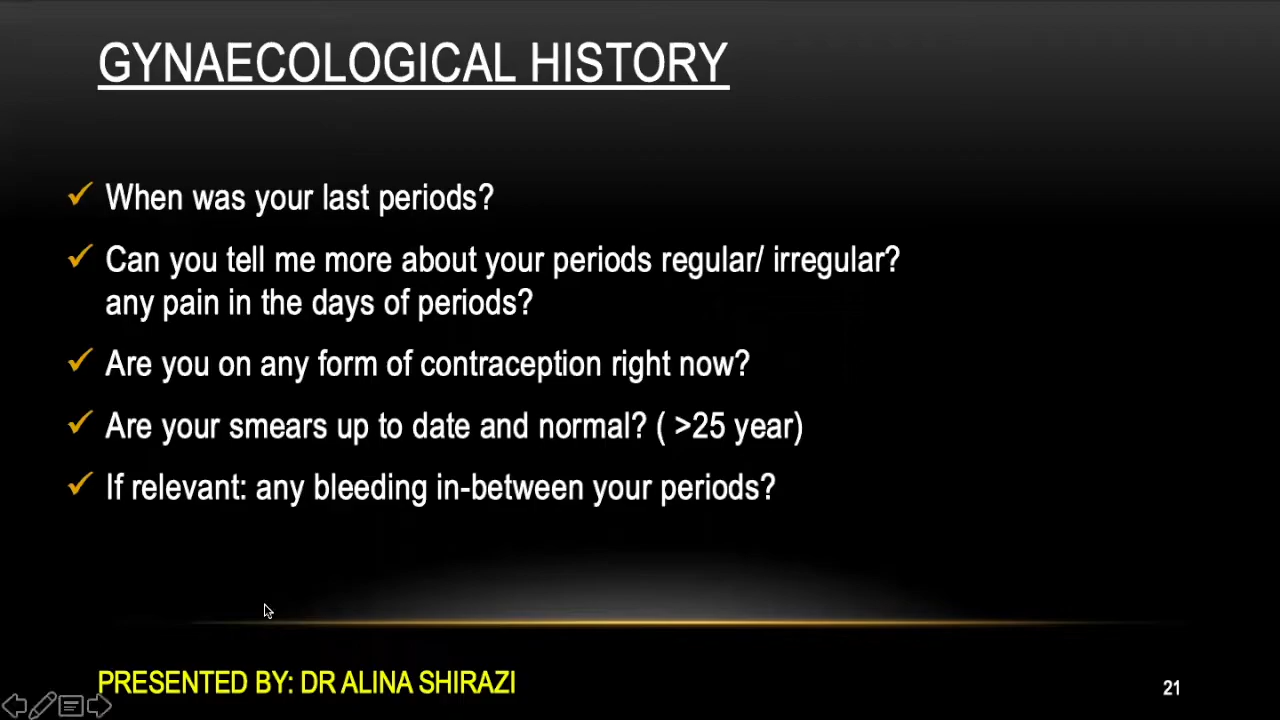 GYNAECOLOGICAL HISTORY
When was your last periods?
Can you tell me more about your periods regular/ irregular?
any pain in the days of periods?
Are you on any form of contraception right now?
Are your smears up to date and normal? ( >25 year)
If relevant: any bleeding in-between your periods?
PRESENTED BY: DR ALINA SHIRAZI
21